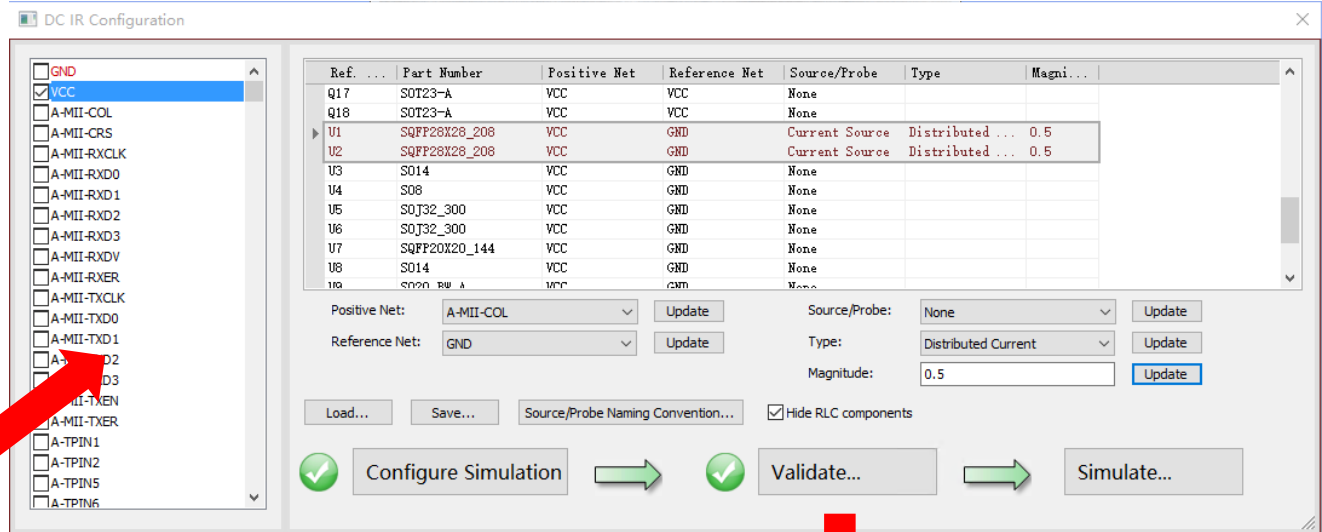 DC IR Configuration
GND
VCC
A-MII-COL
A-MII-CRS
A-MII-RXCLK
A-MII-RXD0
A-MII-RXD1
A-MII-RXD2
A-MII-RXD3
A-MII-RXDV
A-MII-RXER
A-MII-TXCLK
A-MII-TXD0
A-MII-TXD1
A-MII-TXER
A-TPIN1
A-TPIN2
A-TPIN5
A-TPIN6
Ref. ... Part Number Positive Net Reference Net Source/Probe Type Magni...
Q17 SOT23-A VCC VCC None
Q18 SOT23-A VCC VCC None
U1 SQFP28X28_208 VCC GND Current Source Distributed ... 0.5
U2 SQFP28X28_208 VCC GND Current Source Distributed ... 0.5
U3 SO14 VCC GND None
U4 SO8 VCC GND None
U5 SOJ32_300 VCC GND None
U6 SOJ32_300 VCC GND None
U7 SQFP20X20_144 VCC GND None
U8 SO14 VCC GND None
U9 SO20_BW_A VCC GND None
Positive Net: A-MII-COL Update Source/Probe: None Update
Reference Net: GND Update Type: Distributed Current Update
Magnitude: 0.5 Update
Load... Save... Source/Probe Naming Convention... Hide RLC components
Configure Simulation Validate... Simulate...